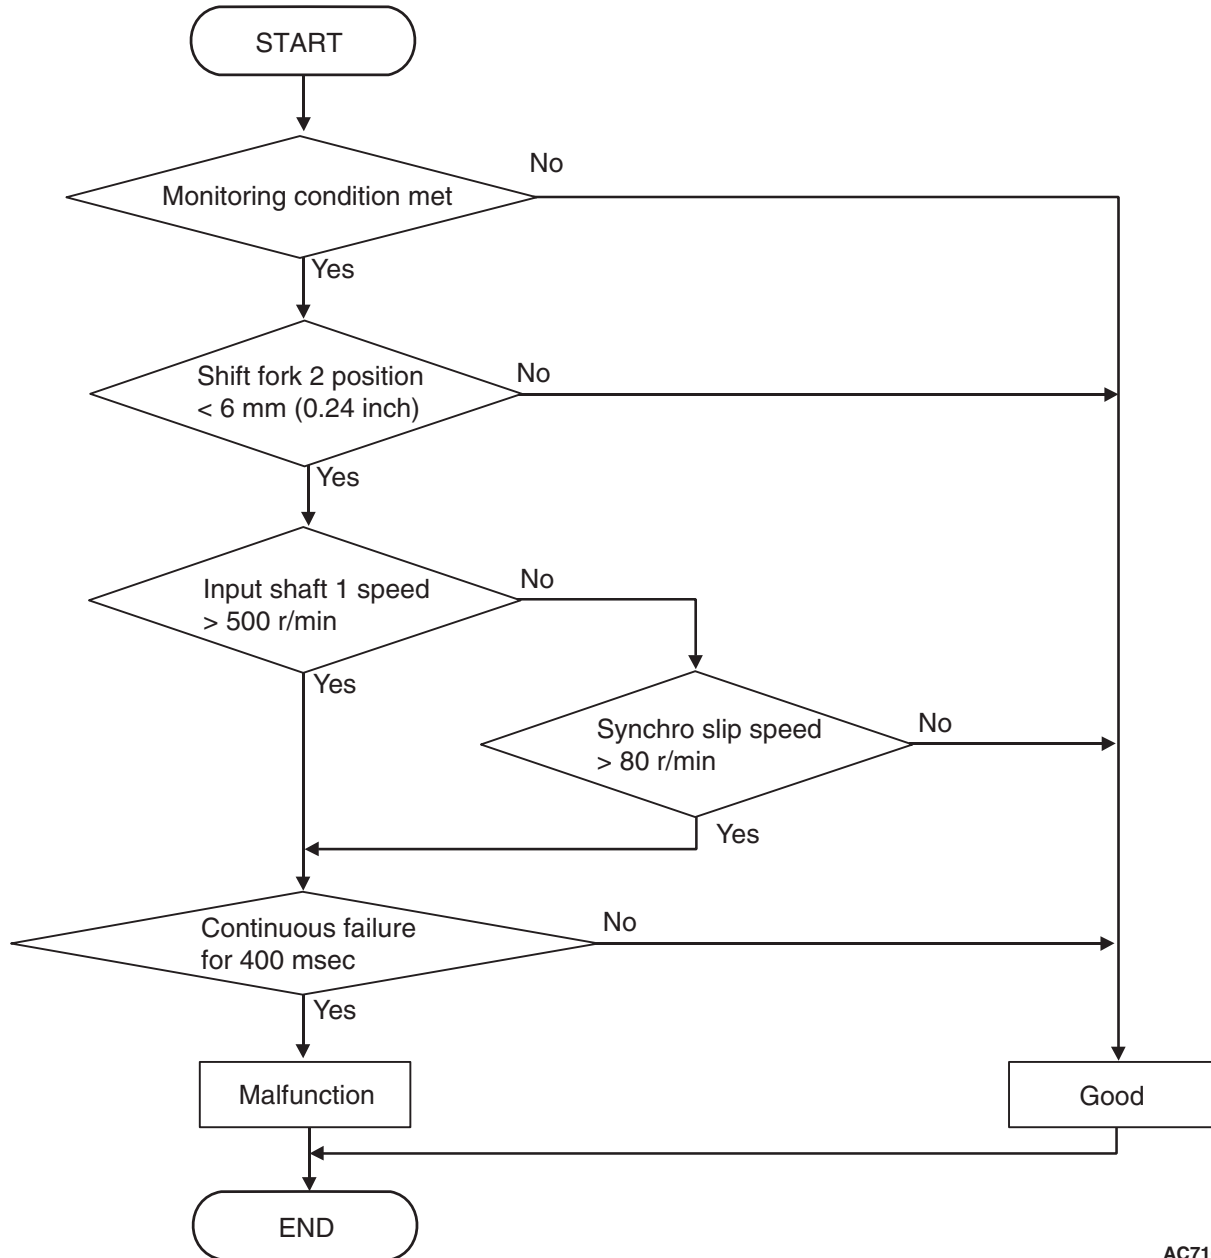 START
Monitoring condition met
No
Yes
Shift fork 2 position
< 6 mm (0.24 inch)
No
Yes
Input shaft 1 speed
> 500 r/min
No
Yes
Synchro slip speed
> 80 r/min
No
Yes
Continuous failure
for 400 msec
No
Yes
Malfunction
Good
END
AC71